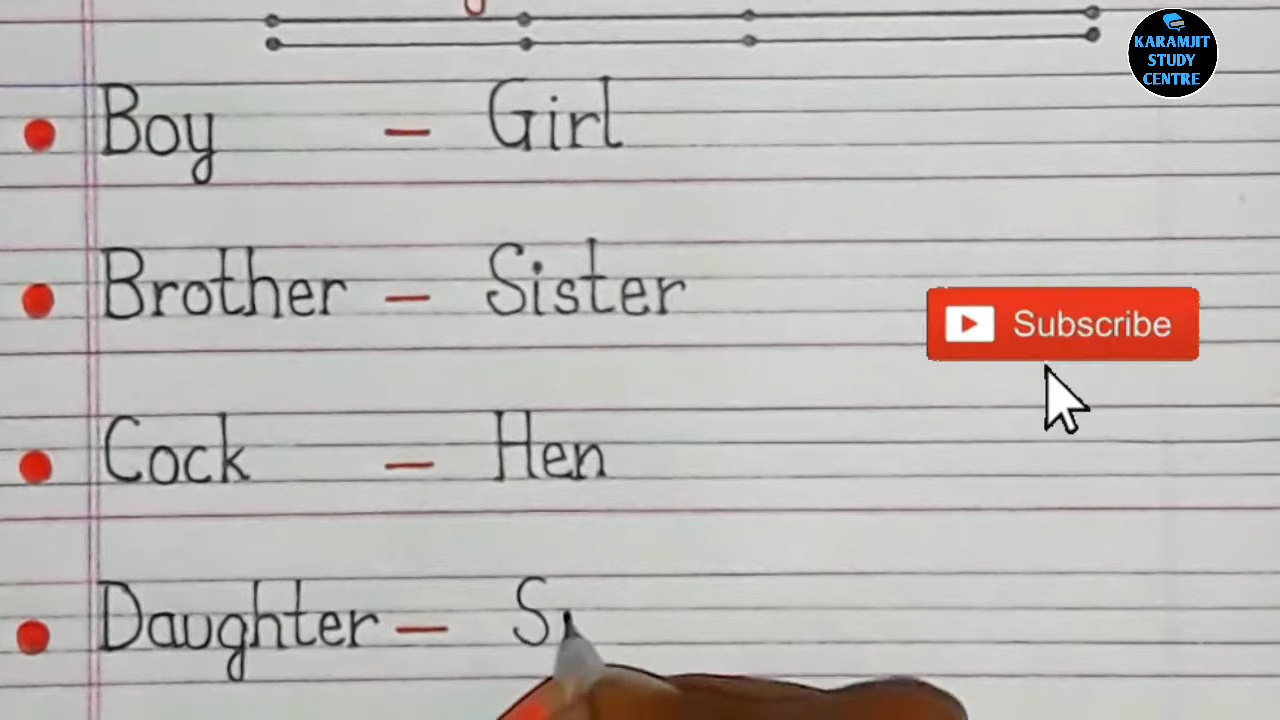 KARAMJIT
STUDY
CENTRE
Boy - Girl
Brother - Sister
Subscribe
Cock - Hen
Daughter - S